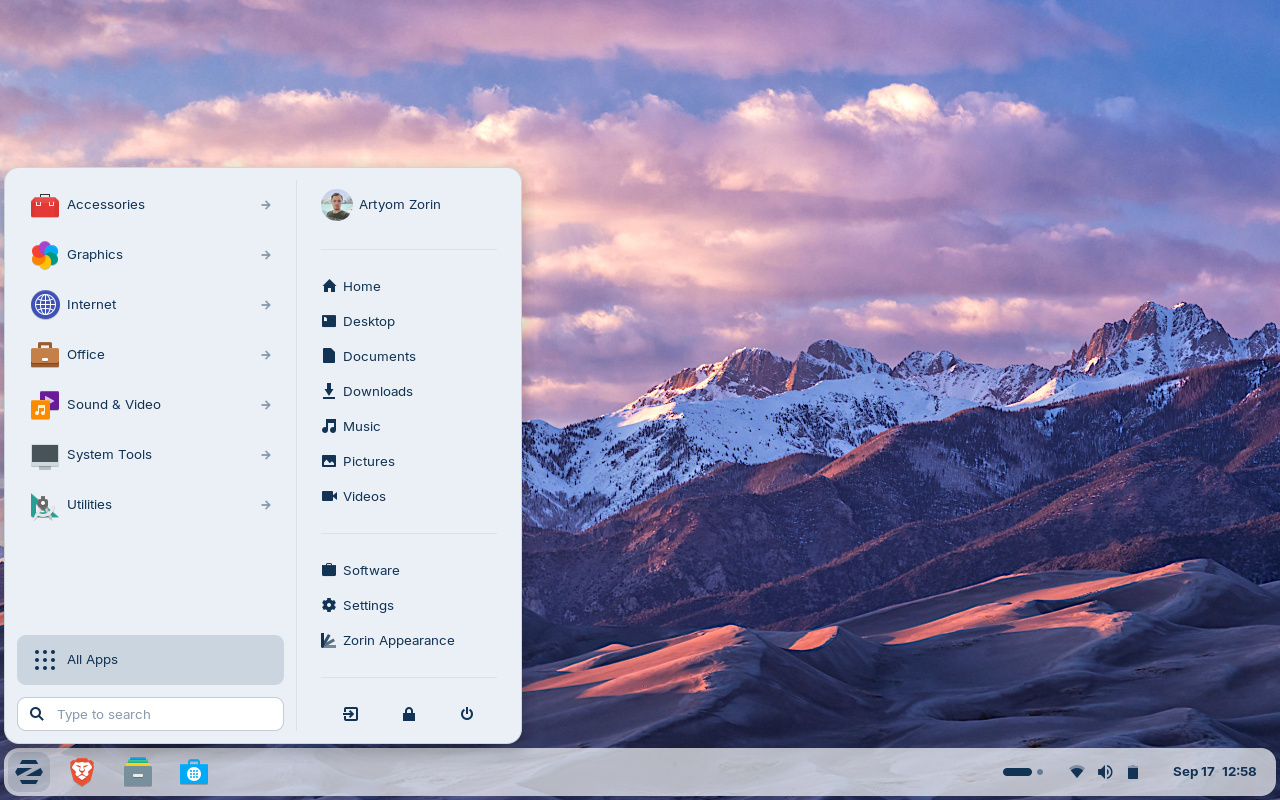 Accessories
Graphics
Internet
Office
Sound & Video
System Tools
Utilities
All Apps
Type to search
Artyom Zorin
Home
Desktop
Documents
Downloads
Music
Pictures
Videos
Software
Settings
Zorin Appearance
Sep 17 12:58